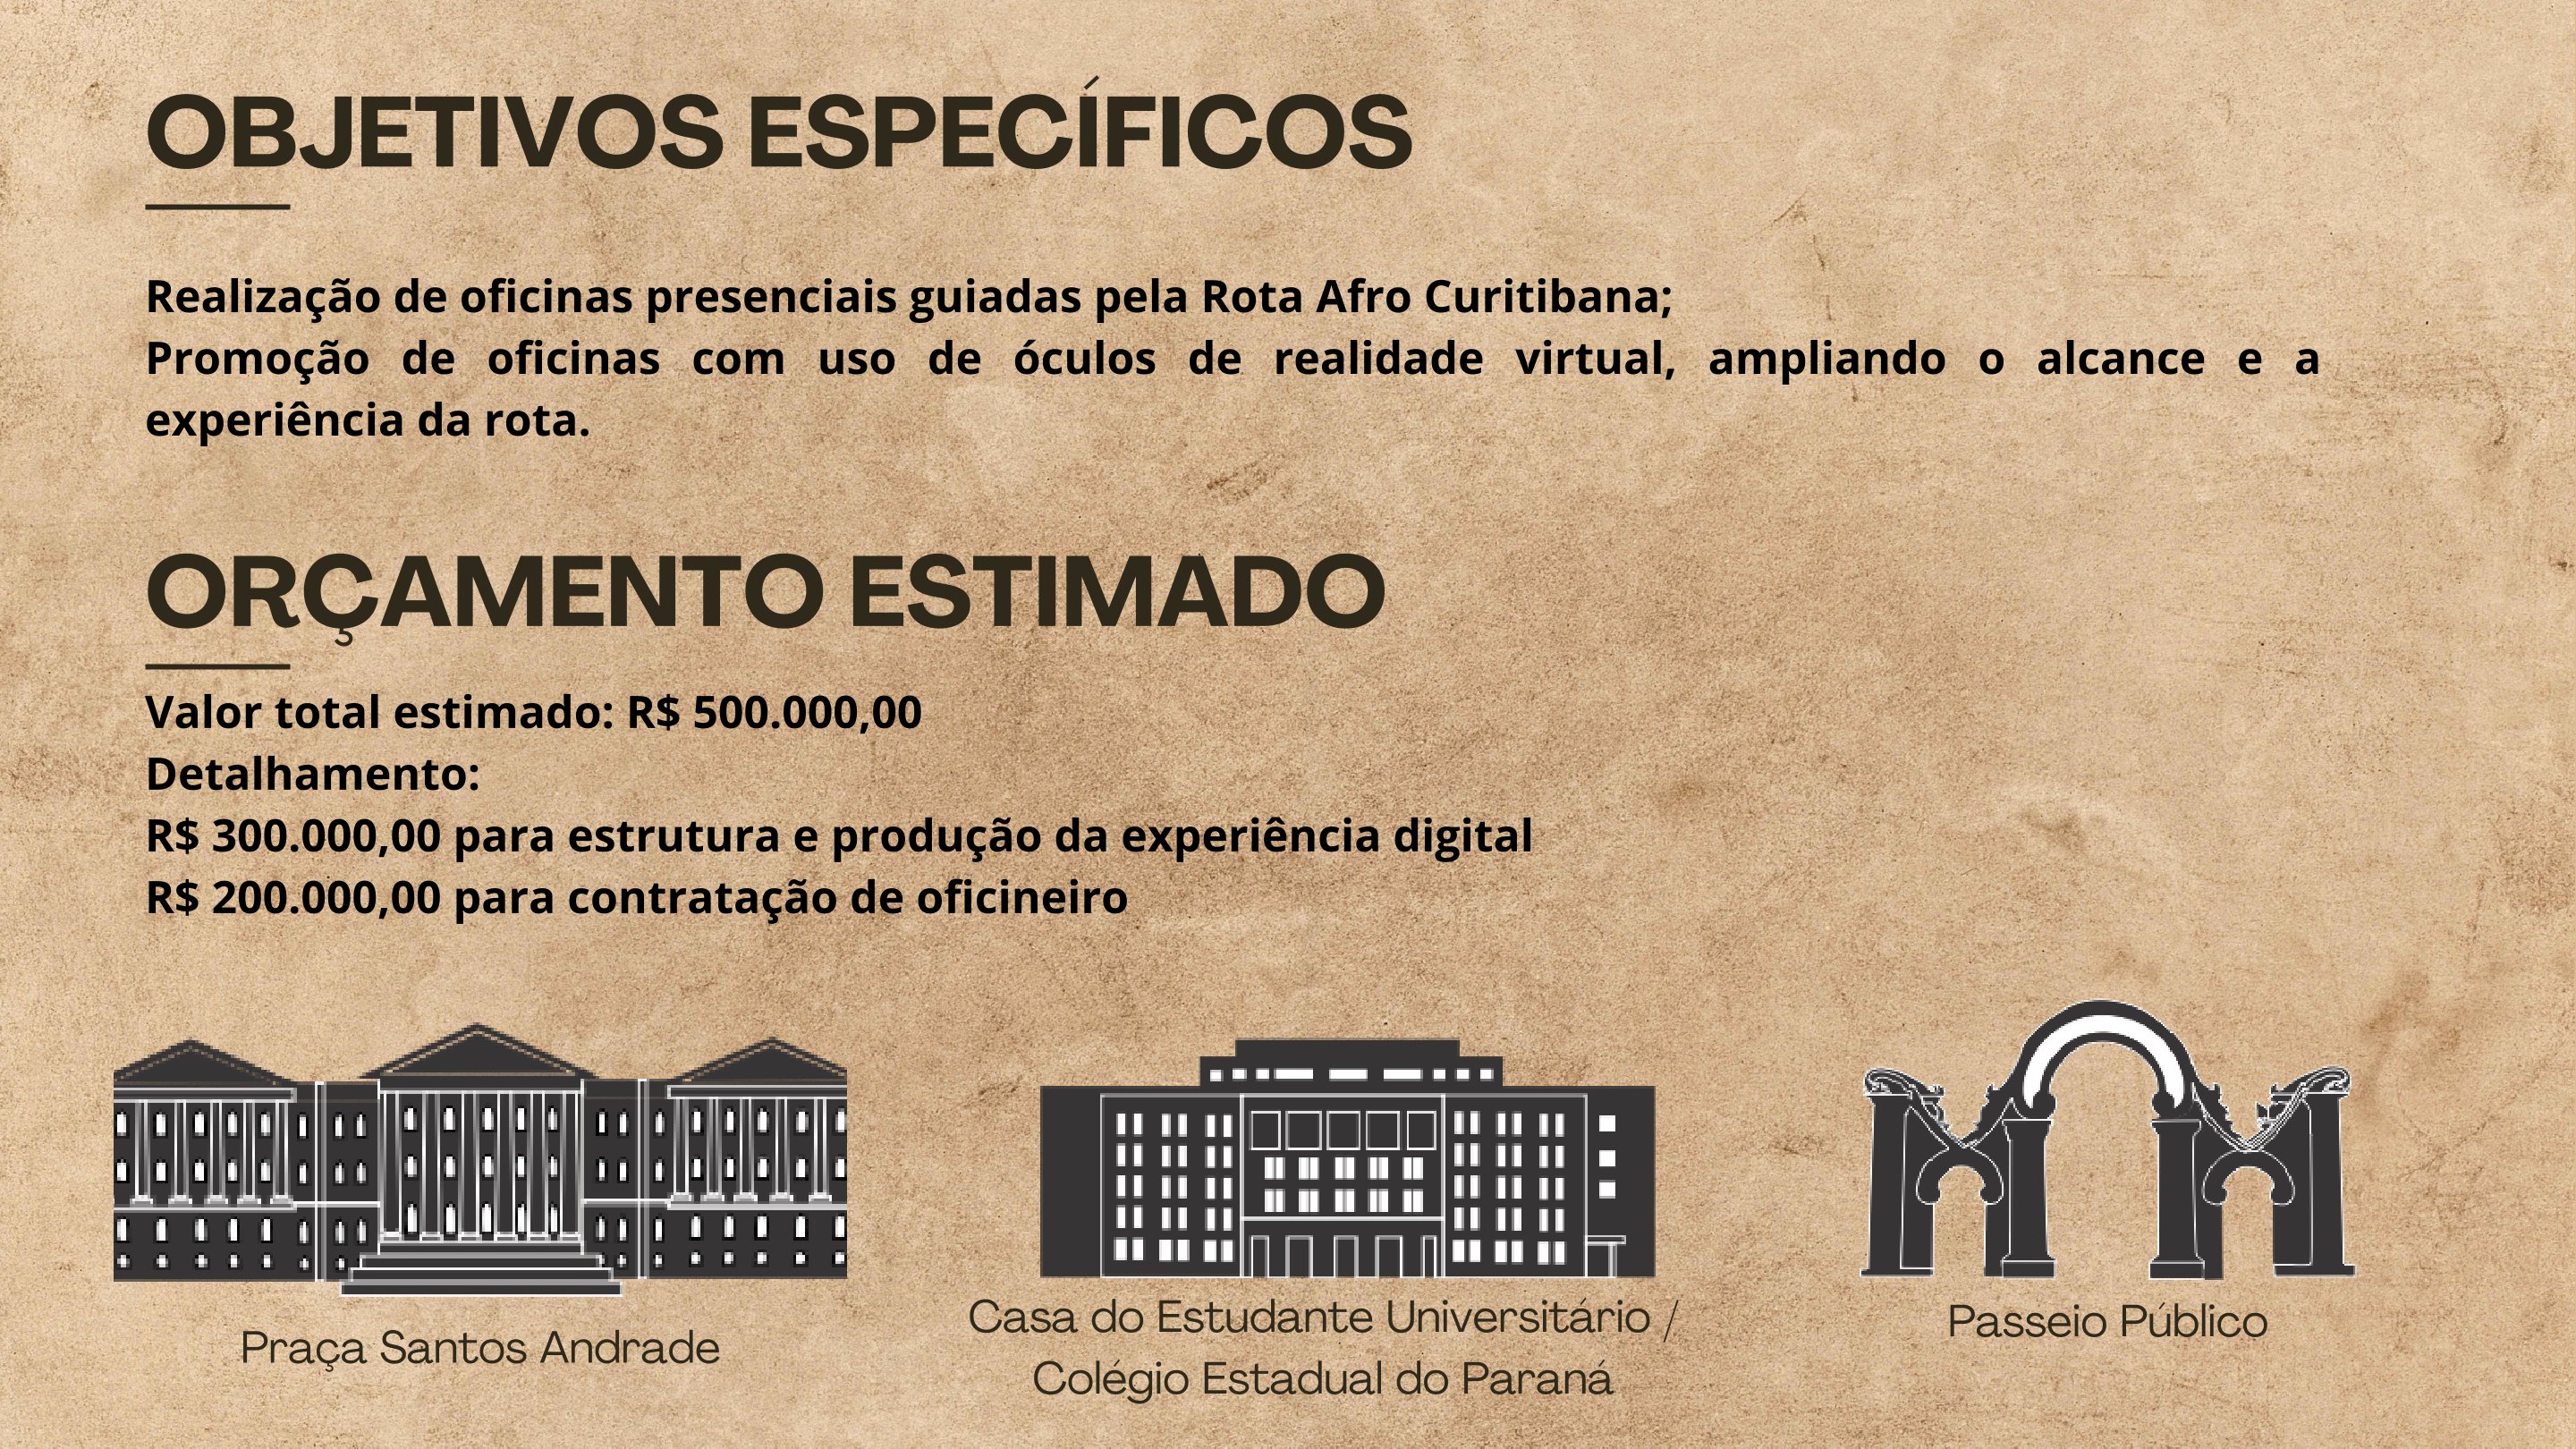 OBJETIVOS ESPECÍFICOS
Realização de oficinas presenciais guiadas pela Rota Afro Curitibana;
Promoção de oficinas com uso de óculos de realidade virtual, ampliando o alcance e a
experiência da rota.
ORÇAMENTO ESTIMADO
Valor total estimado: R$ 500.000,00
Detalhamento:
R$ 300.000,00 para estrutura e produção da experiência digital
R$ 200.000,00 para contratação de oficineiro
Praça Santos Andrade
Casa do Estudante Universitário /
Colégio Estadual do Paraná
Passeio Público